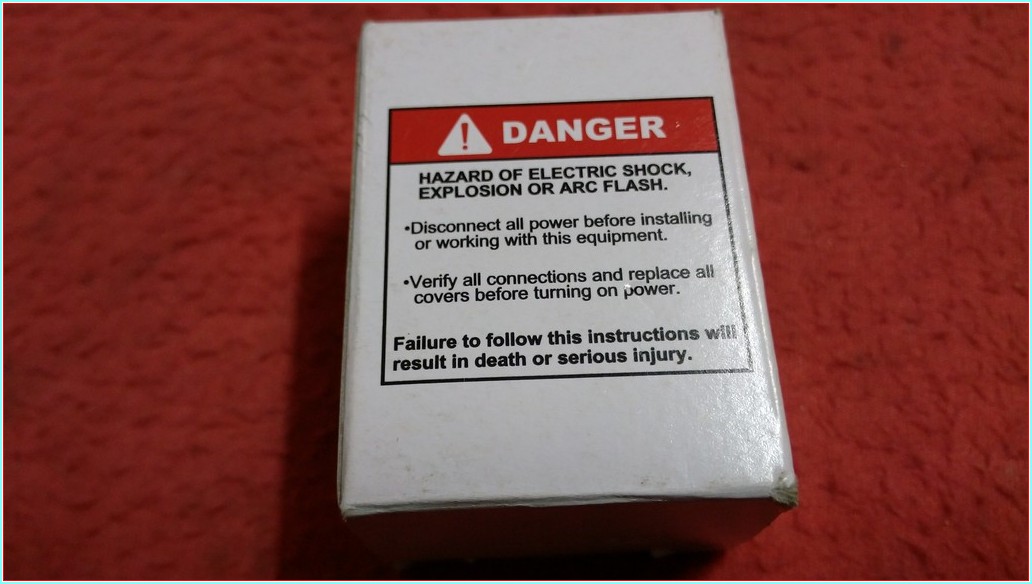 DANGER
HAZARD OF ELECTRIC SHOCK,
EXPLOSION OR ARC FLASH.
•Disconnect all power before installing
or working with this equipment.
•Verify all connections and replace all
covers before turning on power.
Failure to follow this instructions will
result in death or serious injury.